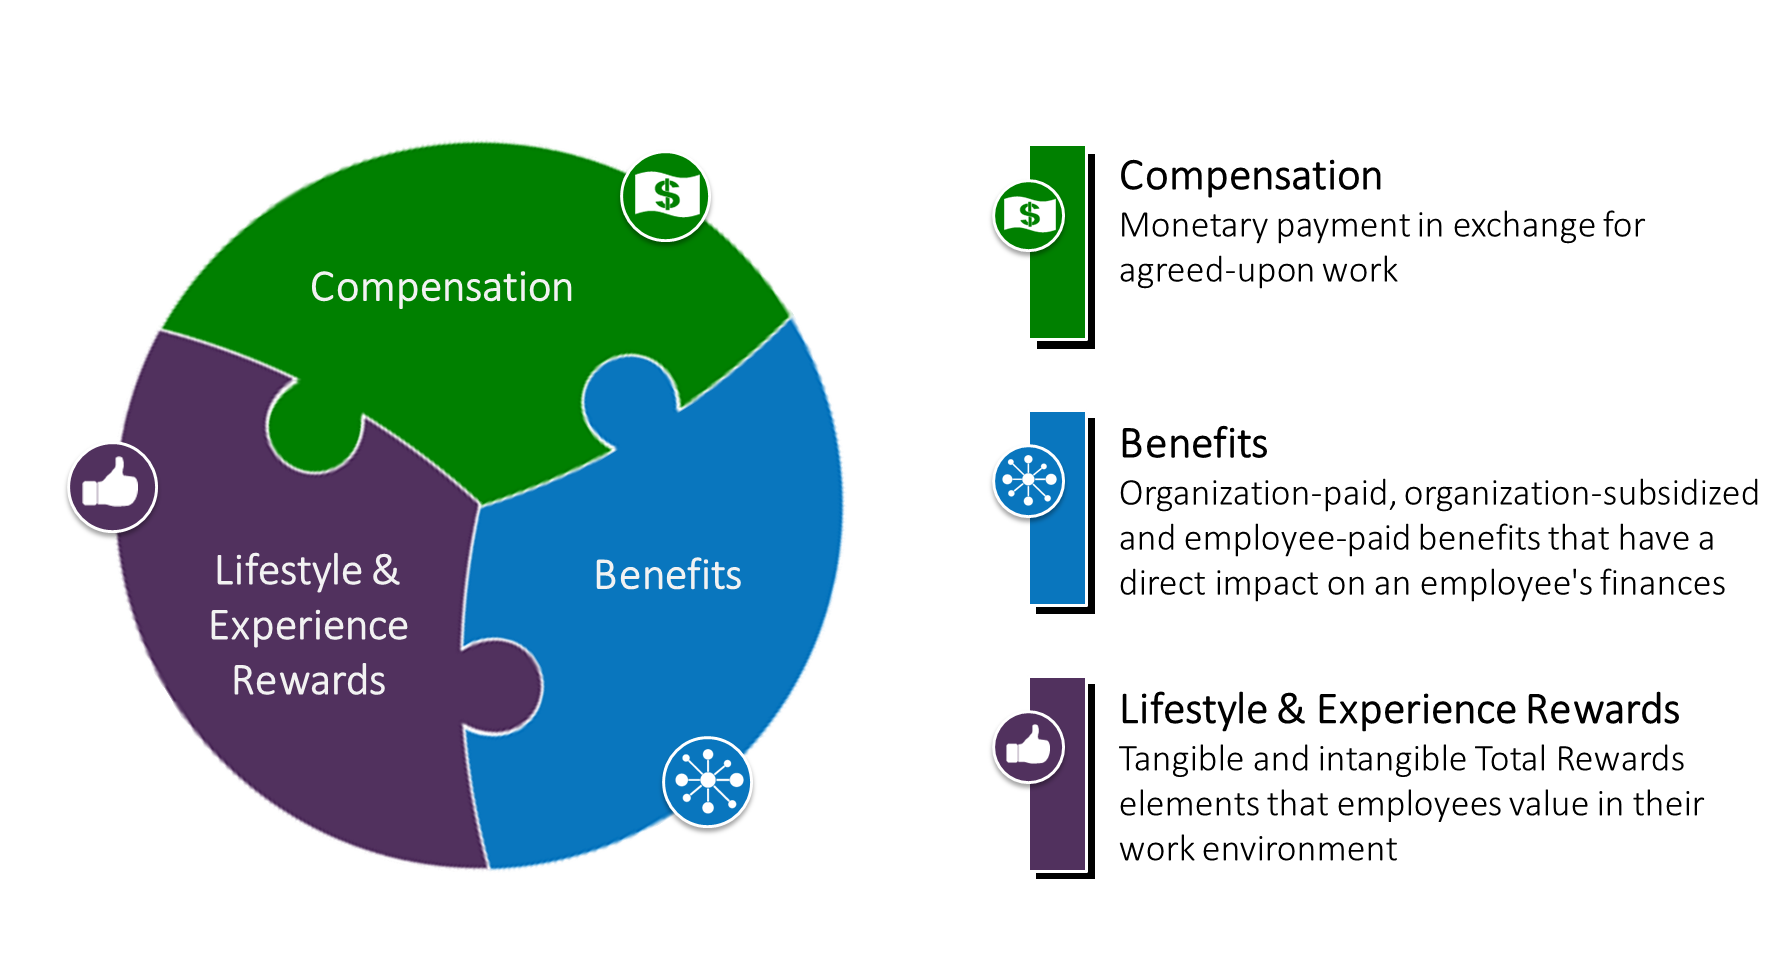 Compensation
Lifestyle &
Experience
Rewards
Benefits
$
Compensation
Monetary payment in exchange for
agreed-upon work
$
Benefits
Organization-paid, organization-subsidized
and employee-paid benefits that have a
direct impact on an employee's finances
Lifestyle & Experience Rewards
Tangible and intangible Total Rewards
elements that employees value in their
work environment